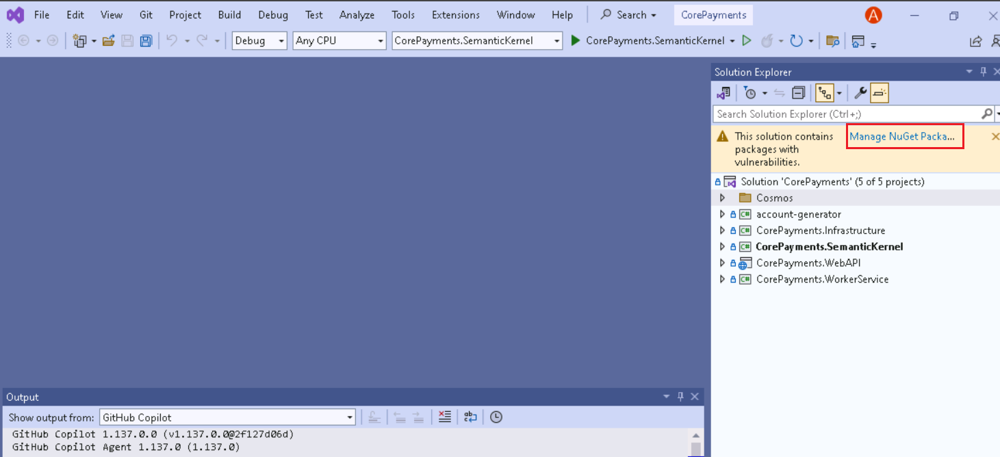 File Edit View Git Project Build Debug Test Analyze Tools Extensions Window Help Search CorePayments A
Debug Any CPU CorePayments.SemanticKernel CorePayments.SemanticKernel
Solution Explorer
Search Solution Explorer (Ctrl+;)
This solution contains Manage NuGet Packa...
packages with
vulnerabilities.
Solution 'CorePayments' (5 of 5 projects)
Cosmos
C# account-generator
C# CorePayments.Infrastructure
C# CorePayments.SemanticKernel
CorePayments.WebAPI
C# CorePayments.WorkerService
Output
Show output from: GitHub Copilot
GitHub Copilot 1.137.0.0 (v1.137.0.0@2f127d06d)
GitHub Copilot Agent 1.137.0 (1.137.0)